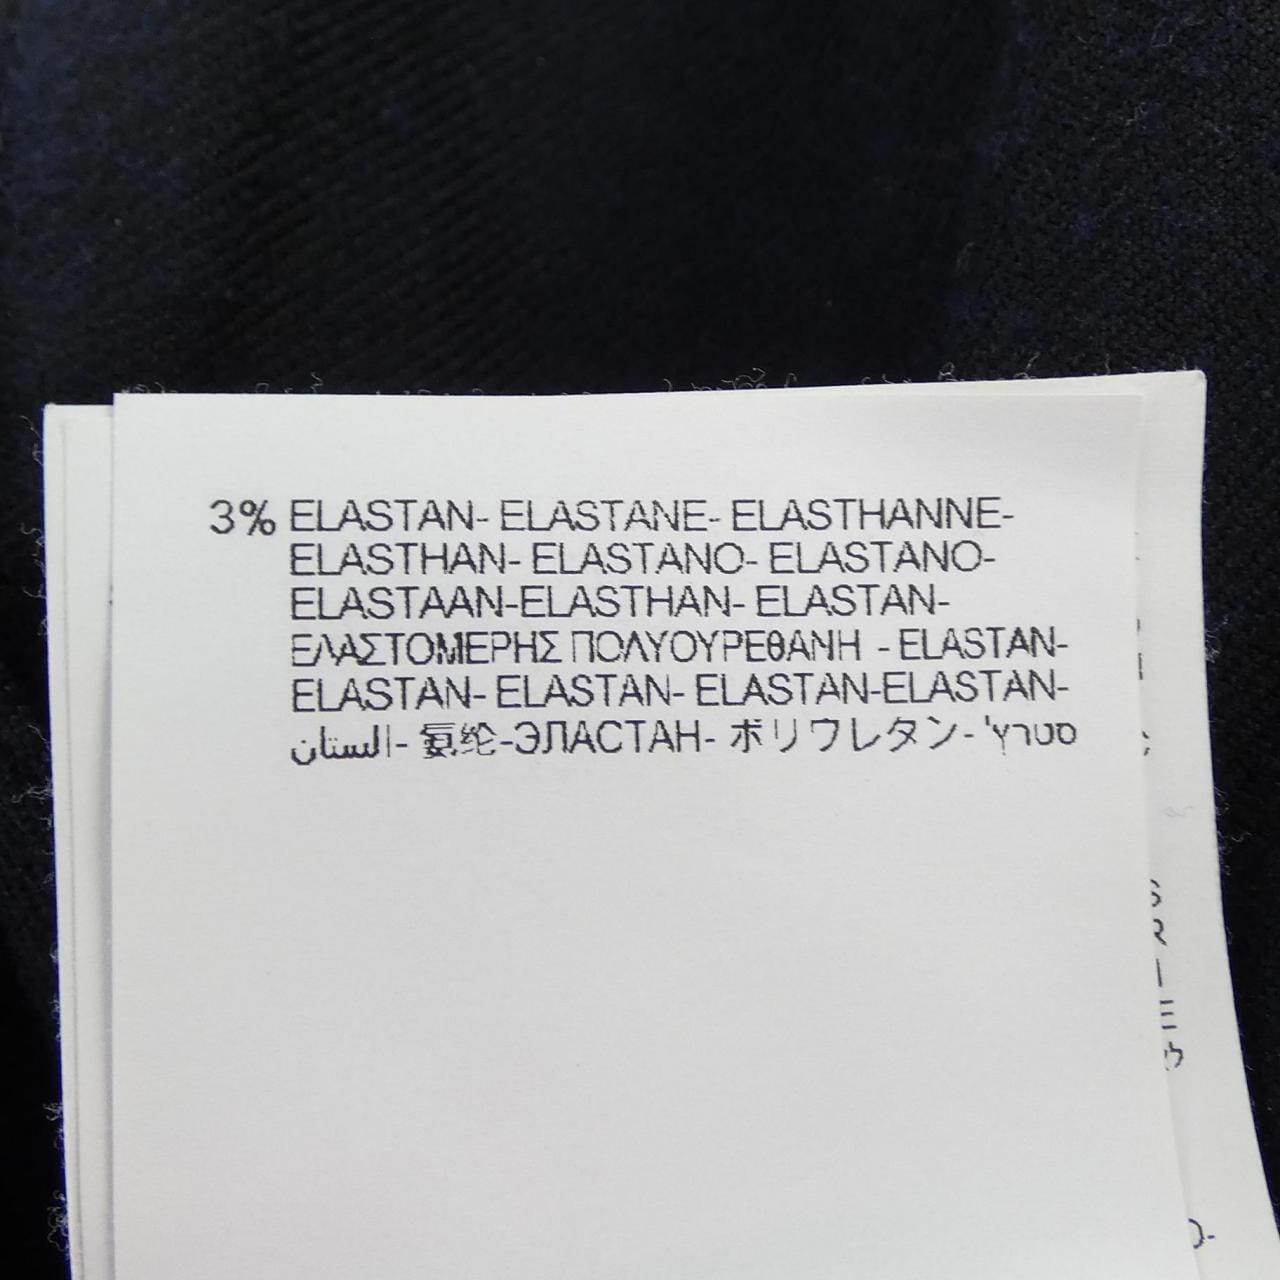 3% ELASTAN- ELASTANE- ELASTHANNE-
ELASTHAN- ELASTANO- ELASTANO-
ELASTAAN-ELASTHAN- ELASTAN-
ΕΛΑΣΤΟΜΕΡΗΣ ΠΟΛΥΟΥΡΕΘΑΝΗ - ELASTAN-
ELASTAN- ELASTAN- ELASTAN-ELASTAN-
الستان- 氨纶-ЭЛАСТАН- ポリウレタン- סטרץ'